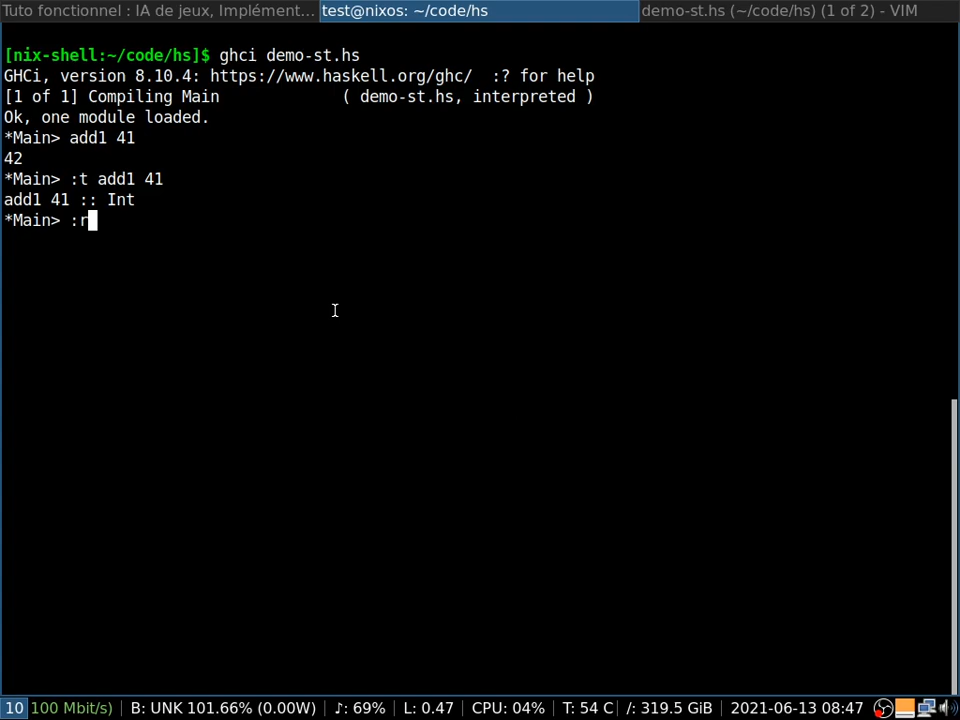 Tuto fonctionnel : IA de jeux, Implément... test@nixos: ~/code/hs demo-st.hs (~/code/hs) (1 of 2) - VIM
[nix-shell:~/code/hs]$ ghci demo-st.hs
GHCi, version 8.10.4: https://www.haskell.org/ghc/  :? for help
[1 of 1] Compiling Main             ( demo-st.hs, interpreted )
Ok, one module loaded.
*Main> add1 41
42
*Main> :t add1 41
add1 41 :: Int
*Main> :r
10 100 Mbit/s) | B: UNK 101.66% (0.00W) | ♪: 69% | L: 0.47 | CPU: 04% | T: 54 C | /: 319.5 GiB | 2021-06-13 08:47